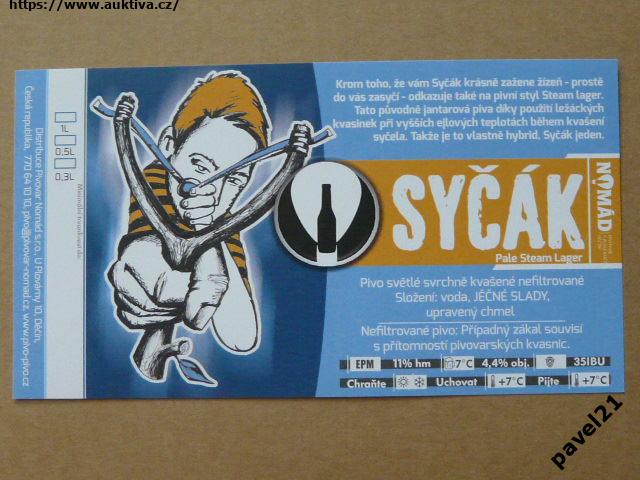 https://www.auktiva.cz/
Krom toho, že vám Syčák krásně zažene žízeň - prostě
do vás zasyčí - odkazuje také na pivní styl Steam lager.
Tato původně jantarová piva díky použití ležáckých
kvasinek při vyšších ejlových teplotách během kvašení
syčela. Takže je to vlastně hybrid, Syčák jeden.
SYČÁK
Pale Steam Lager
NOMÁD
Pivo světlé svrchně kvašené nefiltrované
Složení: voda, JEČNÉ SLADY,
upravený chmel
Nefiltrované pivo: Případný zákal souvisí
s přítomností pivovarských kvasnic.
EPM 11% hm 7°C 4,4% obj. 35IBU
Chraňte Uchovat +7°C Pijte +7°C
1L
0,5L
0,3L
Minimální trvanlivost do:
Distribuce Pivovar Nomád s.r.o., U Plovárny 10, Děčín,
Česká republika, 770 64 10 10, pivo@pivovar-nomad.cz, www.pivo-pivo.cz
pavel21